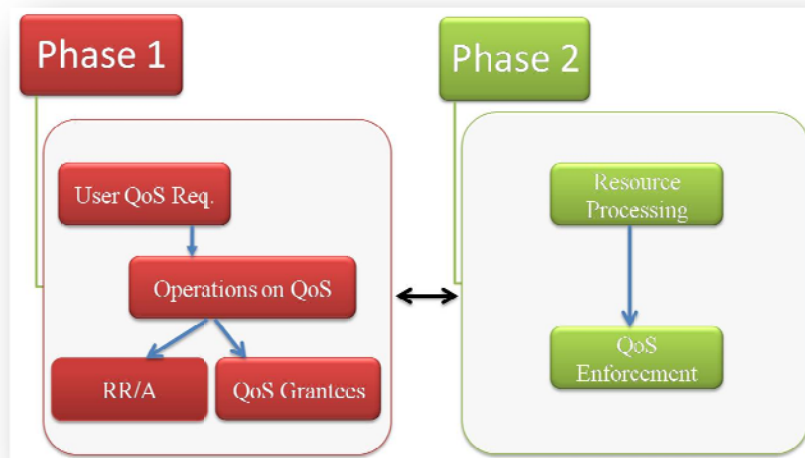 Phase 1
Phase 2
User QoS Req.
Operations on QoS
RR/A
QoS Grantees
Resource
Processing
QoS
Enforcement